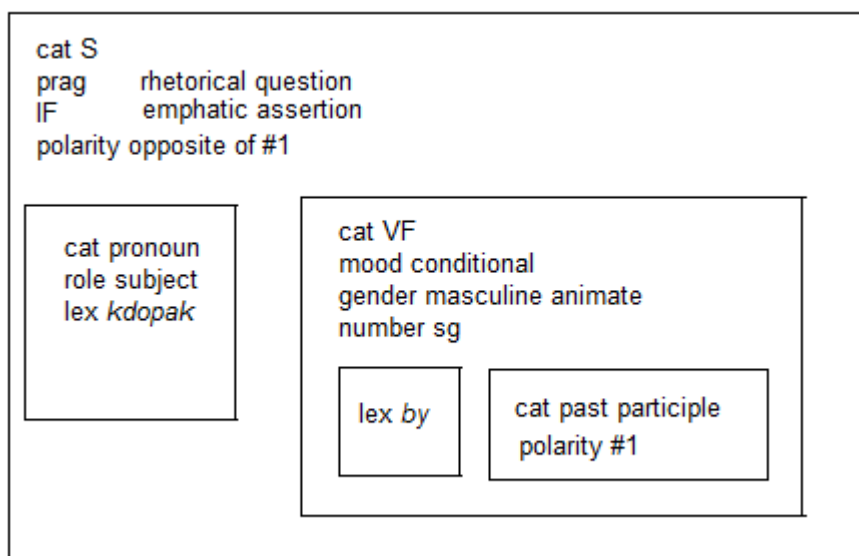 cat S
prag rhetorical question
IF emphatic assertion
polarity opposite of #1
cat pronoun
role subject
lex kdopak
cat VF
mood conditional
gender masculine animate
number sg
lex by
cat past participle
polarity #1